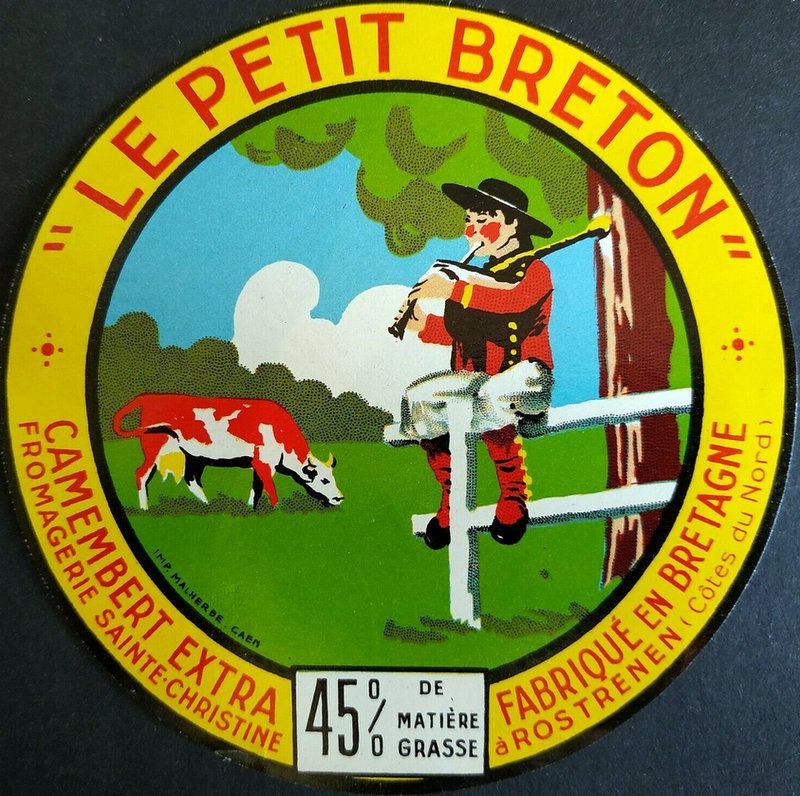 "LE PETIT BRETON"
CAMEMBERT EXTRA
FROMAGERIE SAINTE-CHRISTINE
IMP. MALHERBE - CAEN
45% DE
MATIÈRE
GRASSE
FABRIQUÉ EN BRETAGNE
à ROSTRENEN (Côtes du Nord)